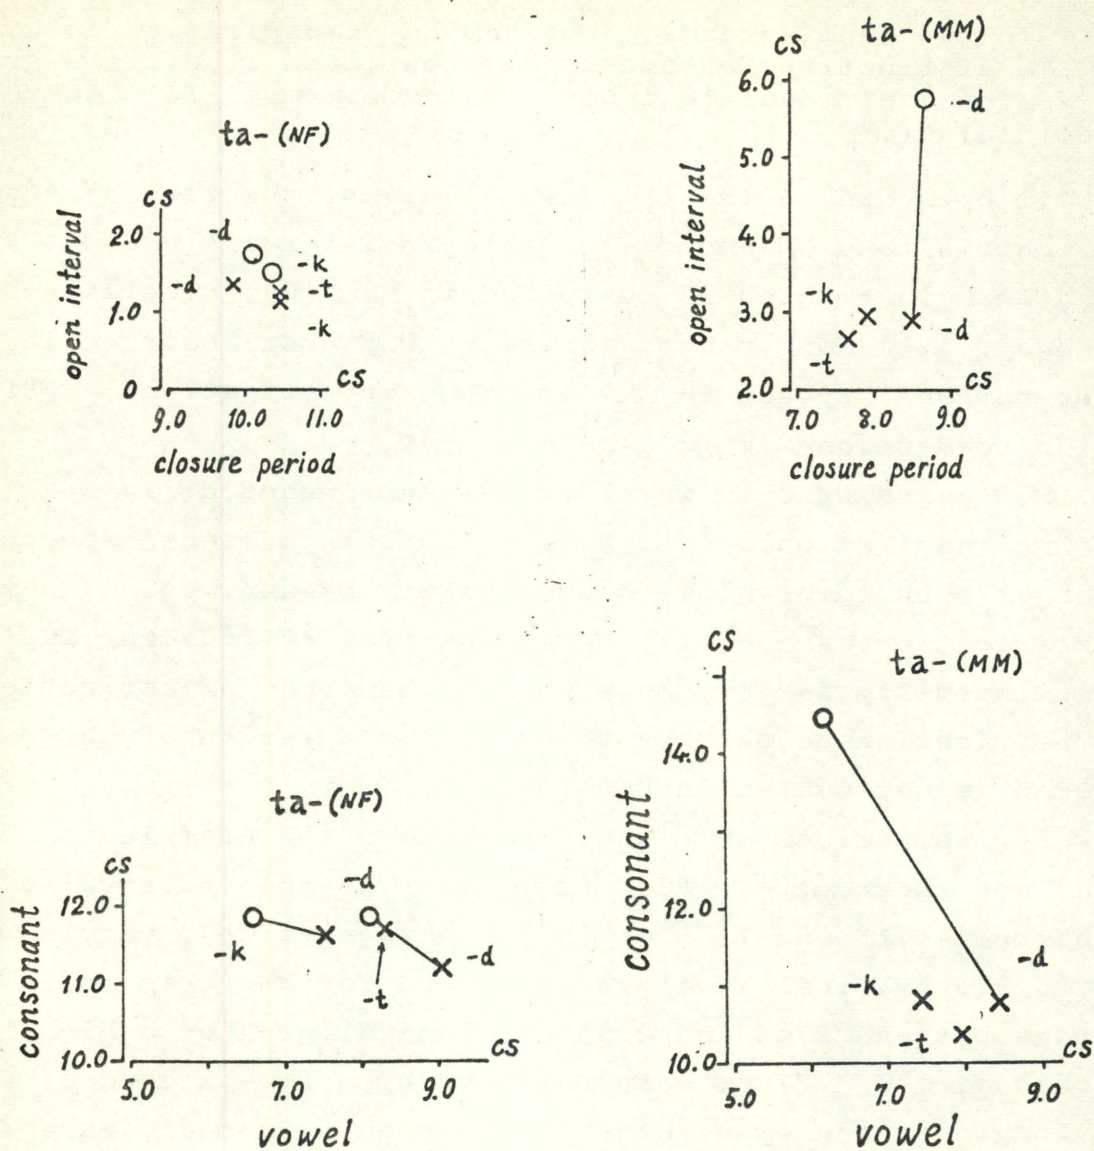 ta- (NF)
cs
open interval
2.0
1.0
0
-d
-k
-d
-t
-k
cs
9.0 10.0 11.0
closure period
ta- (MM)
cs
open interval
6.0
5.0
4.0
3.0
2.0
-d
-k
-d
-t
cs
7.0 8.0 9.0
closure period
ta- (NF)
cs
consonant
12.0
11.0
10.0
-d
-k
-d
-t
cs
5.0 7.0 9.0
vowel
ta- (MM)
cs
consonant
14.0
12.0
10.0
-d
-k
-t
cs
5.0 7.0 9.0
vowel